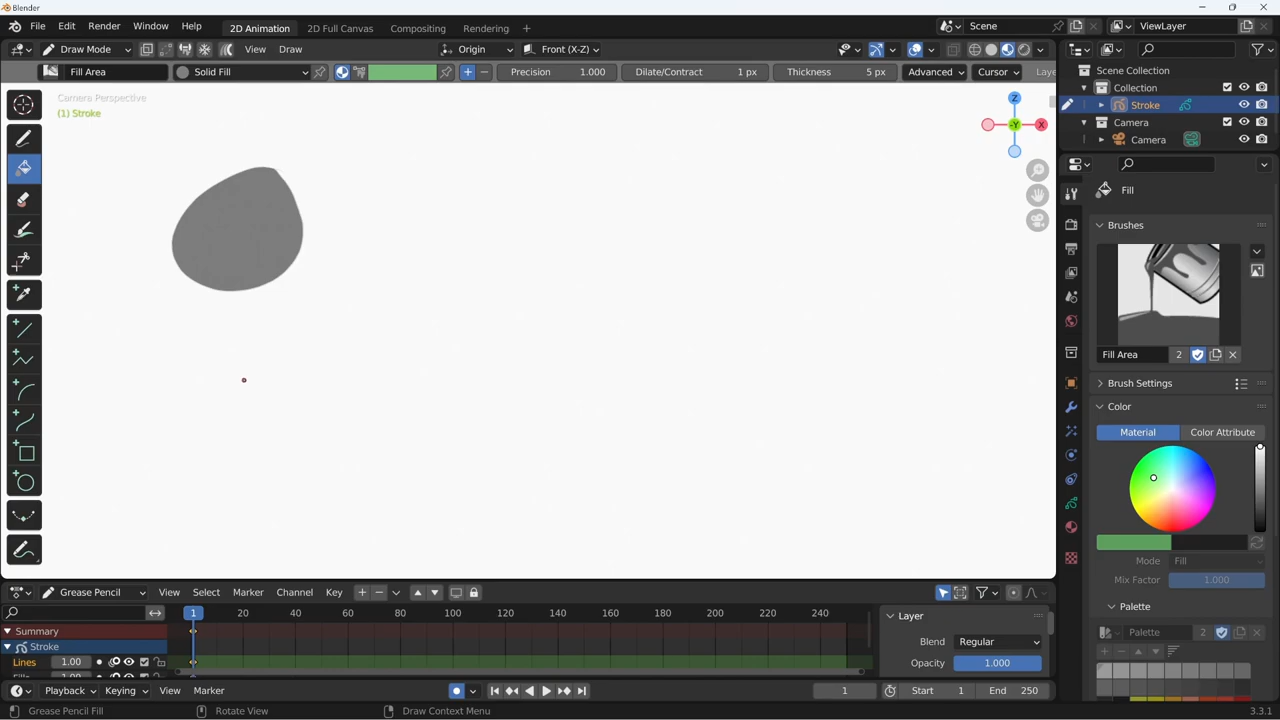 Blender
File Edit Render Window Help 2D Animation 2D Full Canvas Compositing Rendering + Scene ViewLayer
Draw Mode View Draw Origin Front (X-Z)
Fill Area Solid Fill Precision 1.000 Dilate/Contract 1 px Thickness 5 px Advanced Cursor Laye
Camera Perspective
(1) Stroke
Z
-Y X
Scene Collection
Collection
Stroke
Camera
Camera
Fill
Brushes
Fill Area 2
Brush Settings
Color
Material Color Attribute
Mode Fill
Mix Factor 1.000
Palette
Palette 2
Grease Pencil View Select Marker Channel Key
1 20 40 60 80 100 120 140 160 180 200 220 240
Summary
Stroke
Lines 1.00
Layer
Blend Regular
Opacity 1.000
Playback Keying View Marker 1 Start 1 End 250
Grease Pencil Fill Rotate View Draw Context Menu 3.3.1